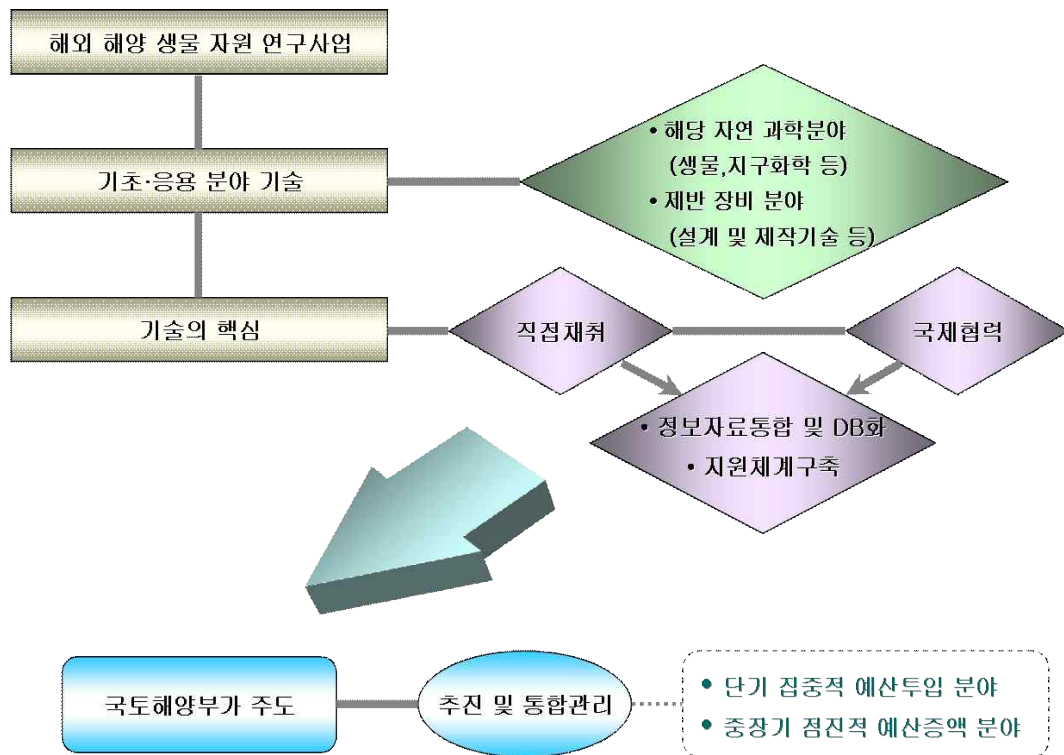 해외 해양 생물 자원 연구사업
• 해당 자연 과학분야
(생물,지구화학 등)
기초·응용 분야 기술
• 제반 장비 분야
(설계 및 제작기술 등)
기술의 핵심
직접채취
국제협력
• 정보자료통합 및 DB화
• 지원체계구축
국토해양부가 주도
추진 및 통합관리
• 단기 집중적 예산투입 분야
• 중장기 점진적 예산증액 분야